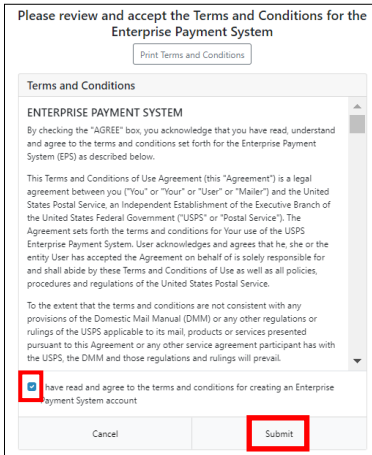 Please review and accept the Terms and Conditions for the
Enterprise Payment System
Print Terms and Conditions
Terms and Conditions
ENTERPRISE PAYMENT SYSTEM
By checking the "AGREE" box, you acknowledge that you have read, understand
and agree to the terms and conditions set forth for the Enterprise Payment
System (EPS) as described below.
This Terms and Conditions of Use Agreement (this "Agreement") is a legal
agreement between you ("You" or "Your" or "User" or "Mailer") and the United
States Postal Service, an Independent Establishment of the Executive Branch of
the United States Federal Government ("USPS" or "Postal Service"). The
Agreement sets forth the terms and conditions for Your use of the USPS
Enterprise Payment System. User acknowledges and agrees that he, she or the
entity User has accepted the Agreement on behalf of is solely responsible for
and shall abide by these Terms and Conditions of Use as well as all policies,
procedures and regulations of the United States Postal Service.
To the extent that the terms and conditions are not consistent with any
provisions of the Domestic Mail Manual (DMM) or any other regulations or
rulings of the USPS applicable to its mail, products or services presented
pursuant to this Agreement or any other service agreement participant has with
the USPS, the DMM and those regulations and rulings will prevail.
I have read and agree to the terms and conditions for creating an Enterprise
Payment System account
Cancel
Submit